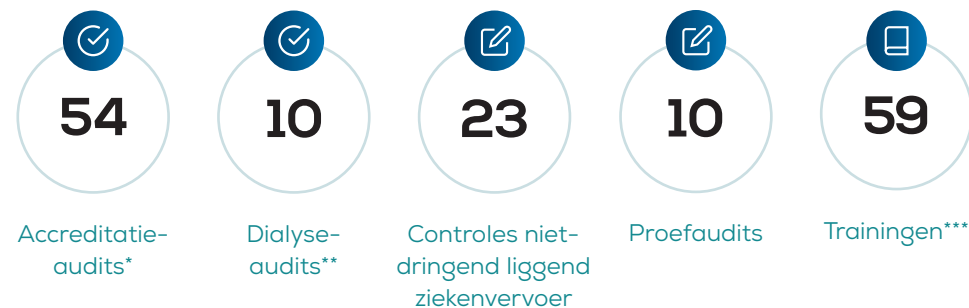 54
Accreditatie-
audits*
10
Dialyse-
audits**
23
Controles niet-
dringend liggend
ziekenvervoer
10
Proefaudits
59
Trainingen***